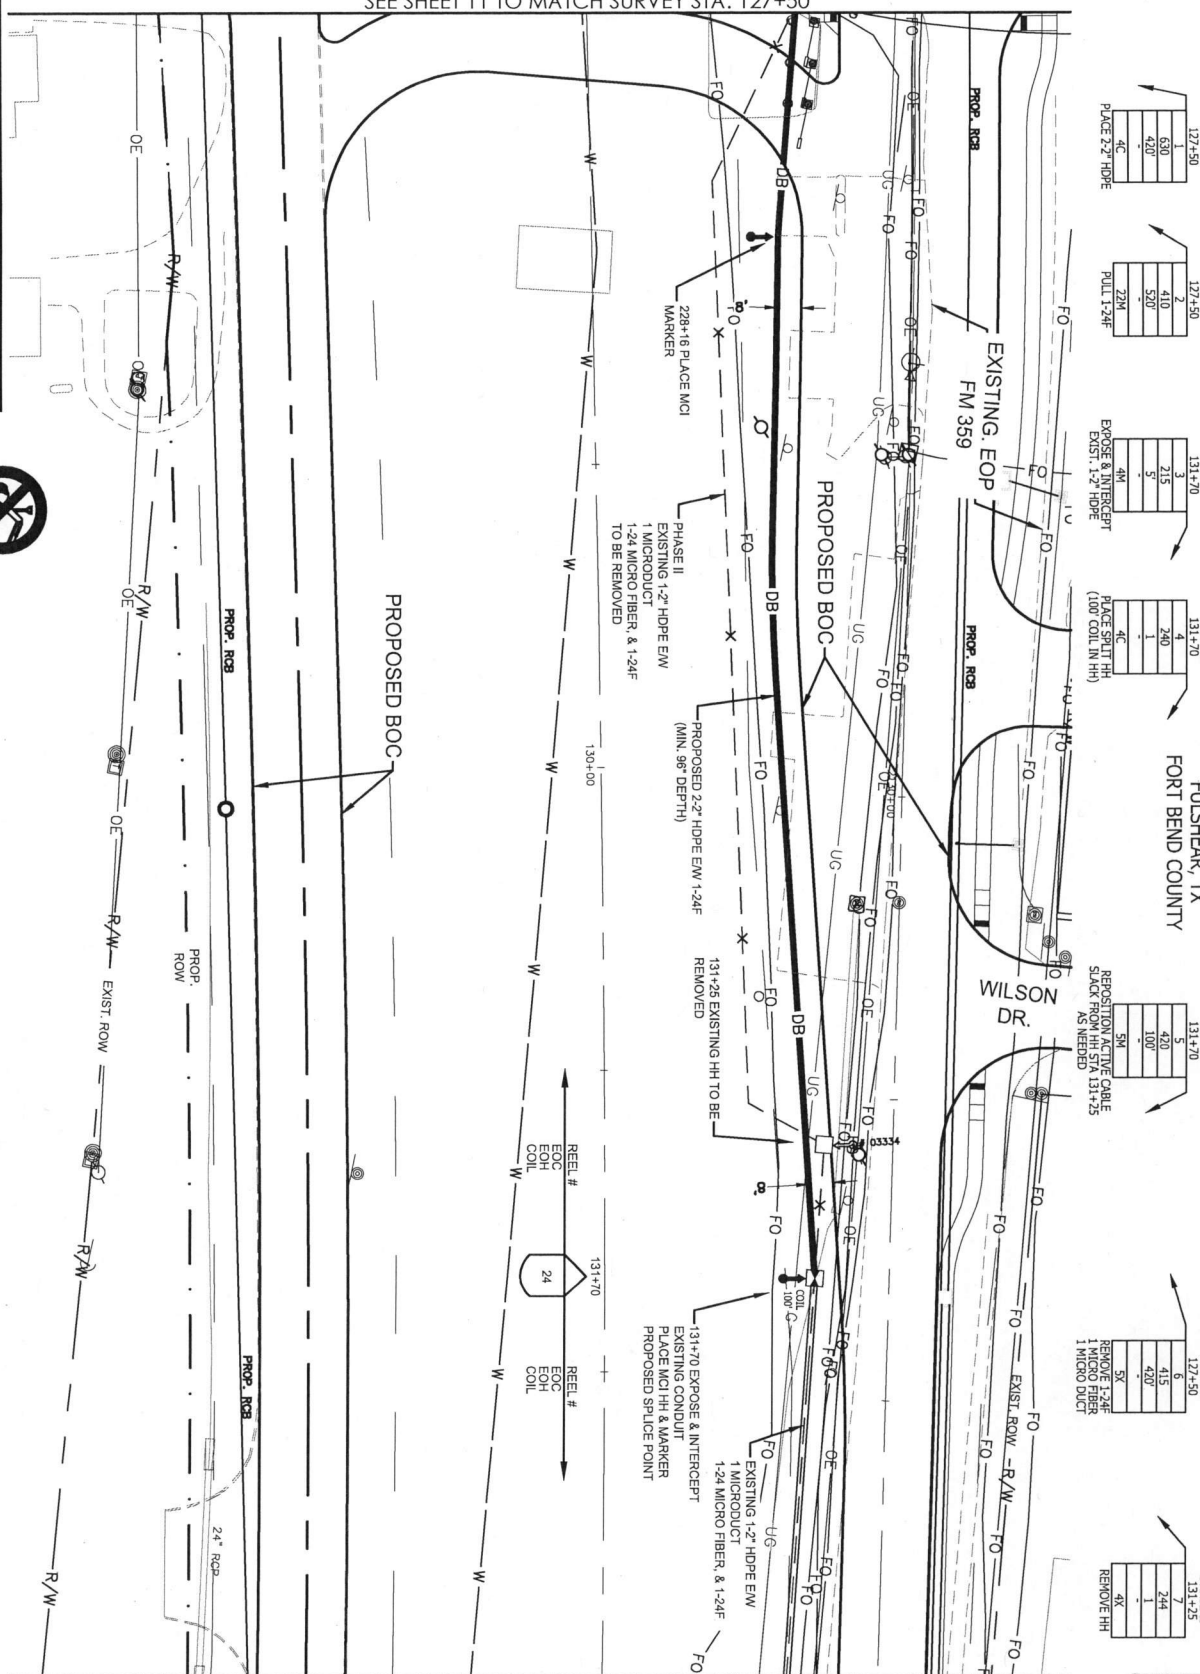 SEE SHEET 11 TO MATCH SURVEY STA. 127+50
127+50
1
630
420'
-
4C
PLACE 2-2" HDPE
127+50
2
410
520'
-
22M
PULL 1-24F
131+70
3
215
5'
-
4M
EXPOSE & INTERCEPT
EXIST. 1-2" HDPE
131+70
4
240
1
-
4C
PLACE SPLIT HH
(100' COIL IN HH)
FULSHEAR, TX
FORT BEND COUNTY
131+70
5
420
100'
-
5M
REPOSITION ACTIVE CABLE
SLACK FROM HH STA 131+25
AS NEEDED
127+50
6
415
420'
-
5X
REMOVE 1-24F
1 MICRO FIBER
1 MICRO DUCT
131+25
7
244
1
-
4X
REMOVE HH
PROP. RCB
EXISTING. EOP
FM 359
PROP. RCB
WILSON
DR.
EXIST. ROW
R/W
FO
OE
UG
DB
8'
228+16 PLACE MCI
MARKER
PROPOSED BOC
PHASE II
EXISTING 1-2" HDPE E/W
1 MICRODUCT
1-24 MICRO FIBER, & 1-24F
TO BE REMOVED
PROPOSED 2-2" HDPE E/W 1-24F
(MIN. 96" DEPTH)
DB
DB
131+25 EXISTING HH TO BE
REMOVED
03334
8'
COIL
100'
131+70 EXPOSE & INTERCEPT
EXISTING CONDUIT
PLACE MCI HH & MARKER
PROPOSED SPLICE POINT
EXISTING 1-2" HDPE E/W
1 MICRODUCT
1-24 MICRO FIBER, & 1-24F
130+00
131+70
REEL #
EOC
EOH
COIL
24
REEL #
EOC
EOH
COIL
W
PROPOSED BOC
PROP. RCB
PROP. RCB
PROP.
ROW
EXIST. ROW
24" RCP
R/W
OE